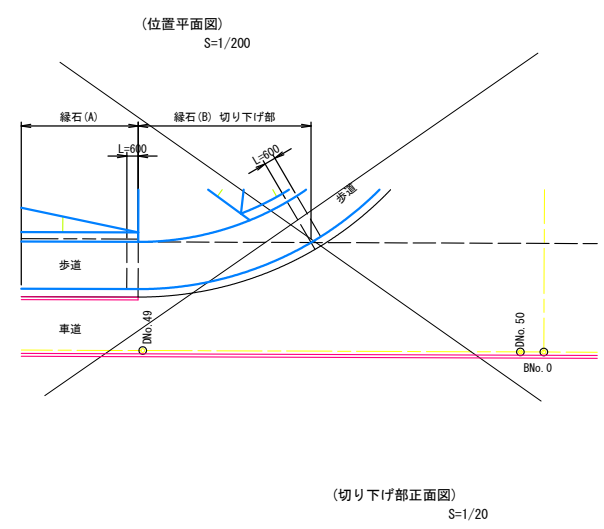 (位置平面図)
S=1/200
縁石(A)
縁石(B) 切り下げ部
L=600
L=600
歩道
歩道
車道
DNo.49
DNo.50
BNo.0
(切り下げ部正面図)
S=1/20